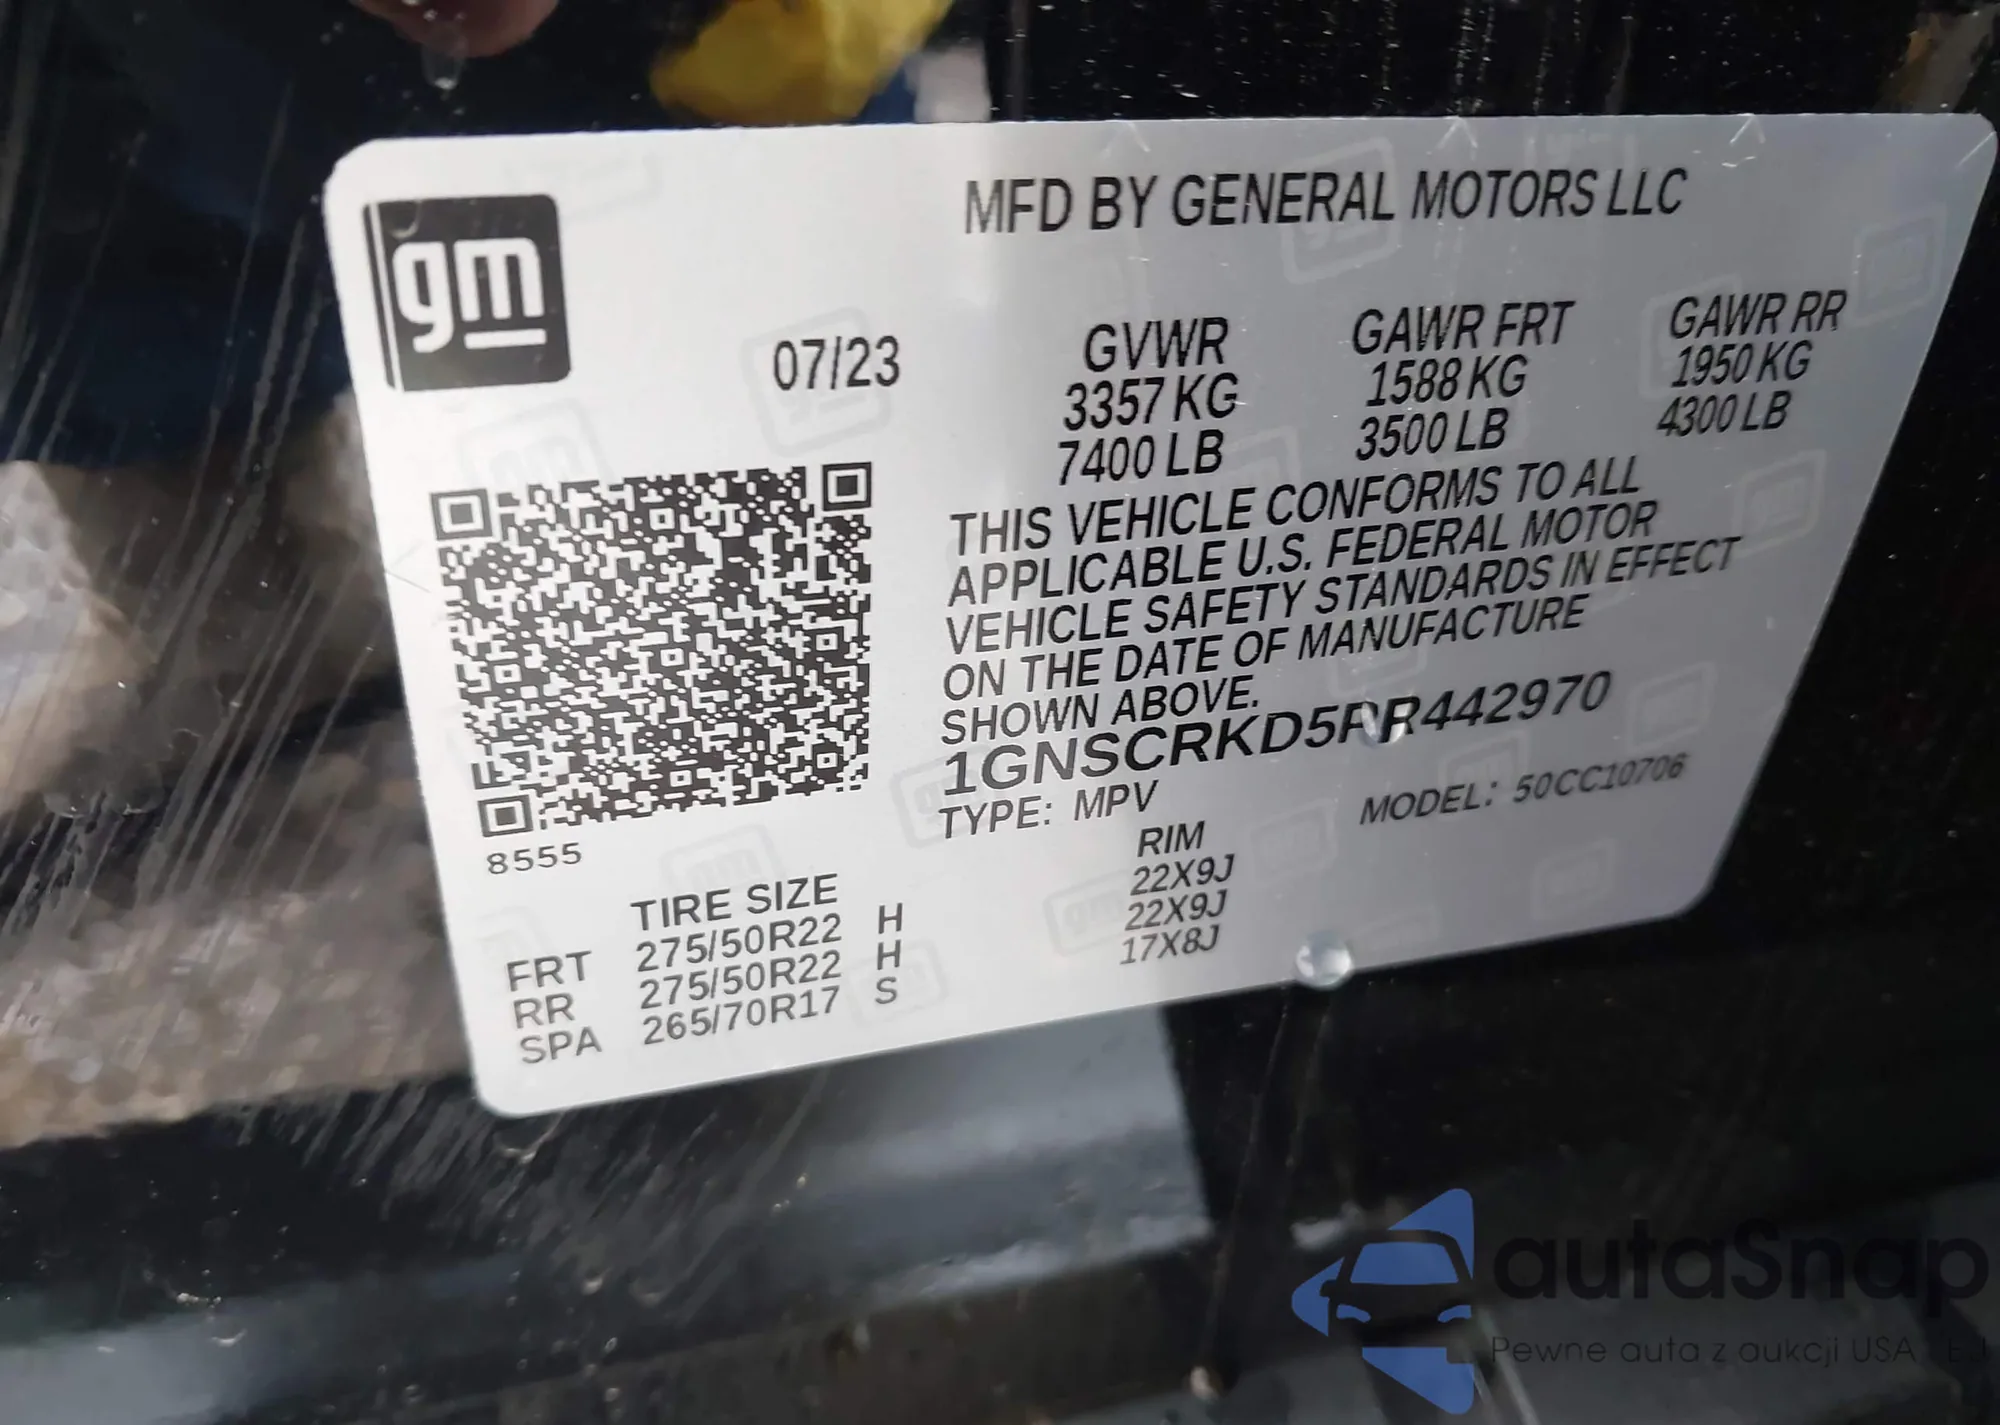 gm
MFD BY GENERAL MOTORS LLC
07/23
GVWR GAWR FRT GAWR RR
3357 KG 1588 KG 1950 KG
7400 LB 3500 LB 4300 LB
THIS VEHICLE CONFORMS TO ALL
APPLICABLE U.S. FEDERAL MOTOR
VEHICLE SAFETY STANDARDS IN EFFECT
ON THE DATE OF MANUFACTURE
SHOWN ABOVE.
1GNSCRKD5PR442970
TYPE: MPV MODEL: 50CC10706
8555
TIRE SIZE RIM
FRT 275/50R22 H 22X9J
RR 275/50R22 H 22X9J
SPA 265/70R17 S 17X8J
autaSnap
Pewne auta z aukcji USA